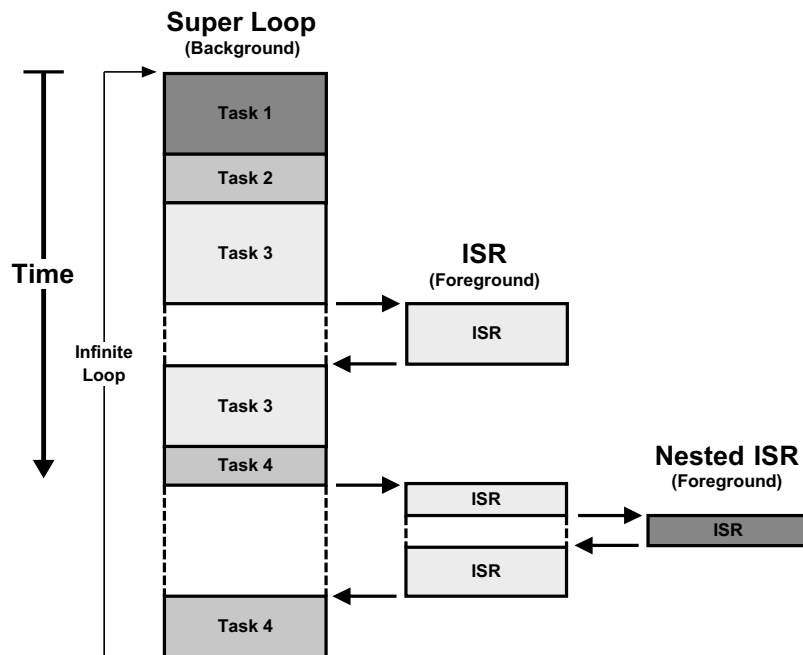 Super Loop
(Background)
Task 1
Task 2
Task 3
ISR
(Foreground)
Time
ISR
Infinite
Loop
Task 3
Task 4
Nested ISR
(Foreground)
ISR
ISR
ISR
Task 4